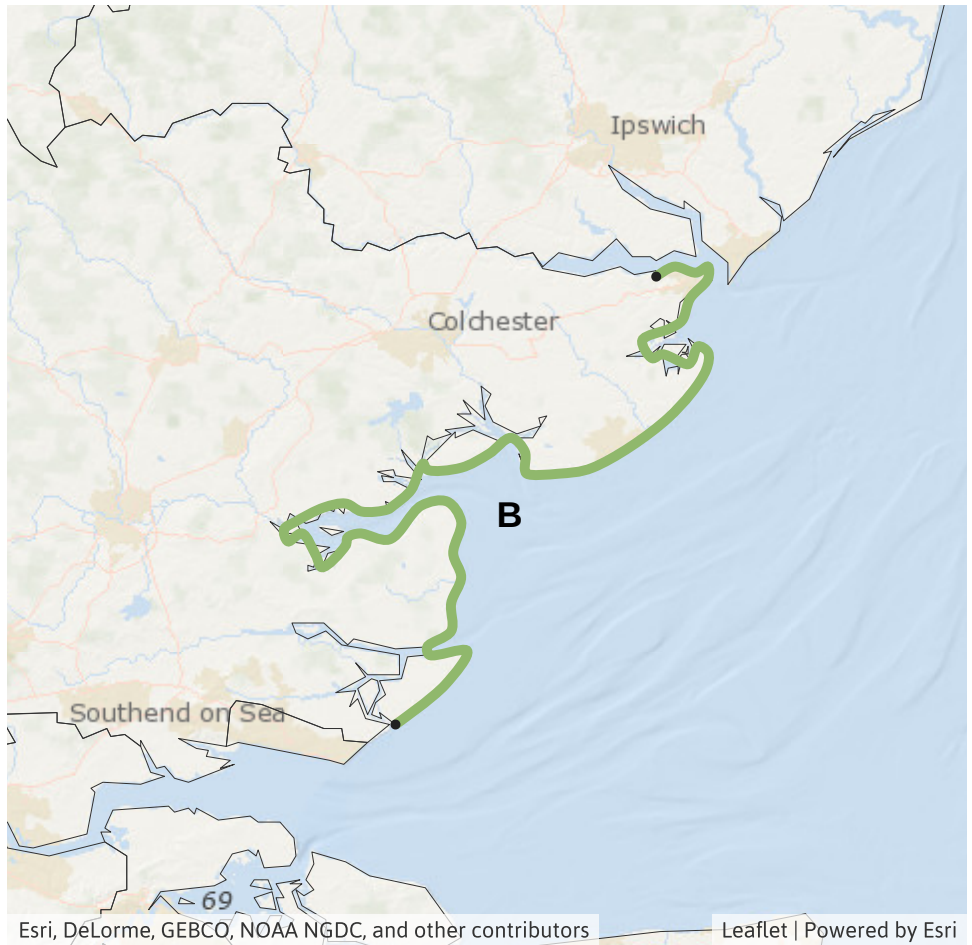 Ipswich
Colchester
B
Southend on Sea
69
Esri, DeLorme, GEBCO, NOAA NGDC, and other contributors
Leaflet | Powered by Esri